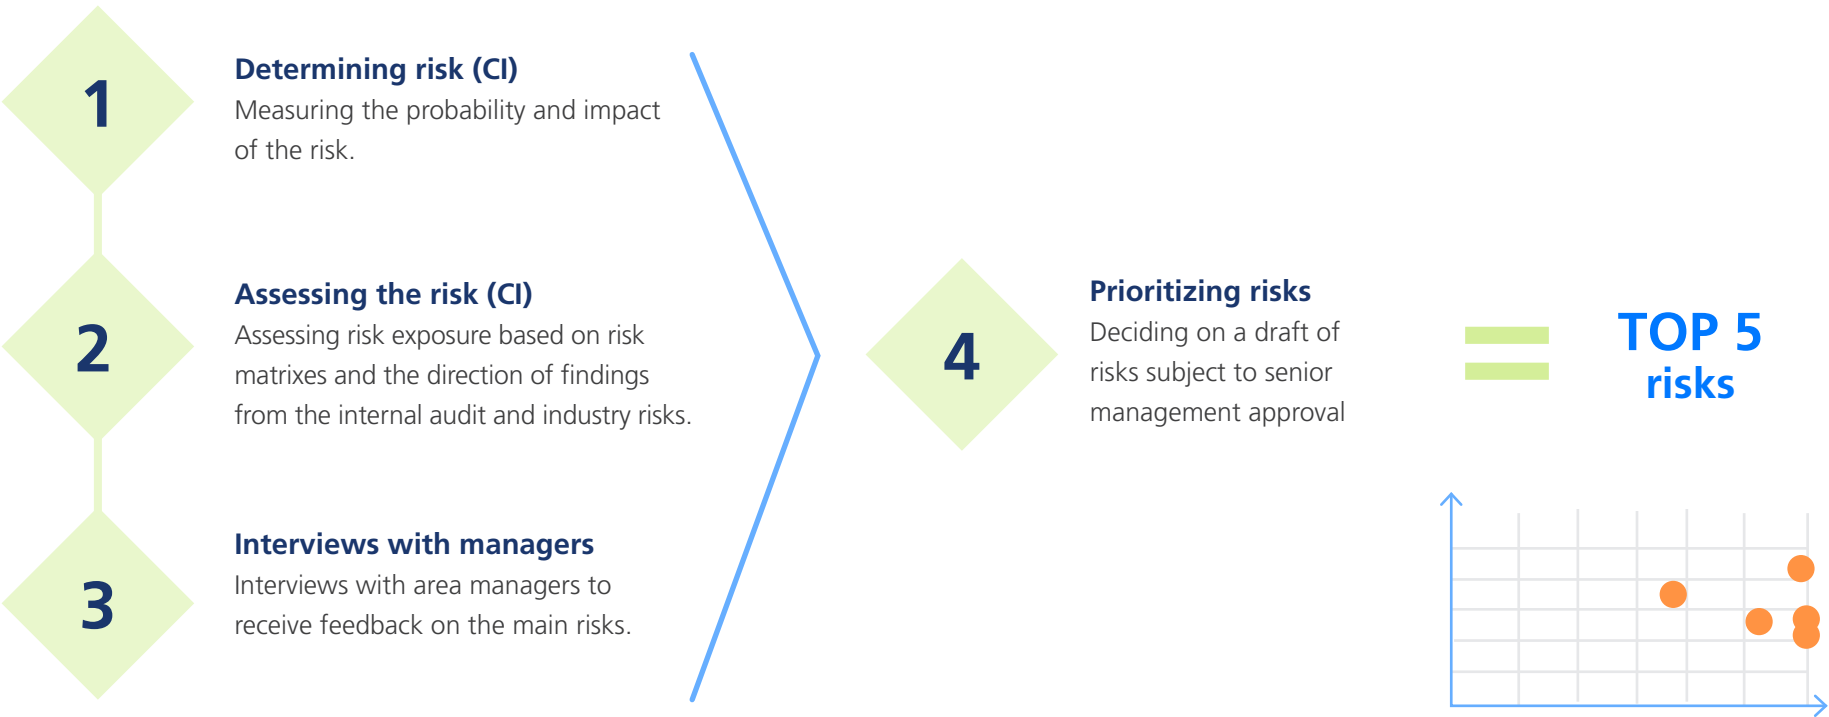 1
Determining risk (CI)
Measuring the probability and impact
of the risk.
2
Assessing the risk (CI)
Assessing risk exposure based on risk
matrixes and the direction of findings
from the internal audit and industry risks.
3
Interviews with managers
Interviews with area managers to
receive feedback on the main risks.
4
Prioritizing risks
Deciding on a draft of
risks subject to senior
management approval
=
TOP 5
risks